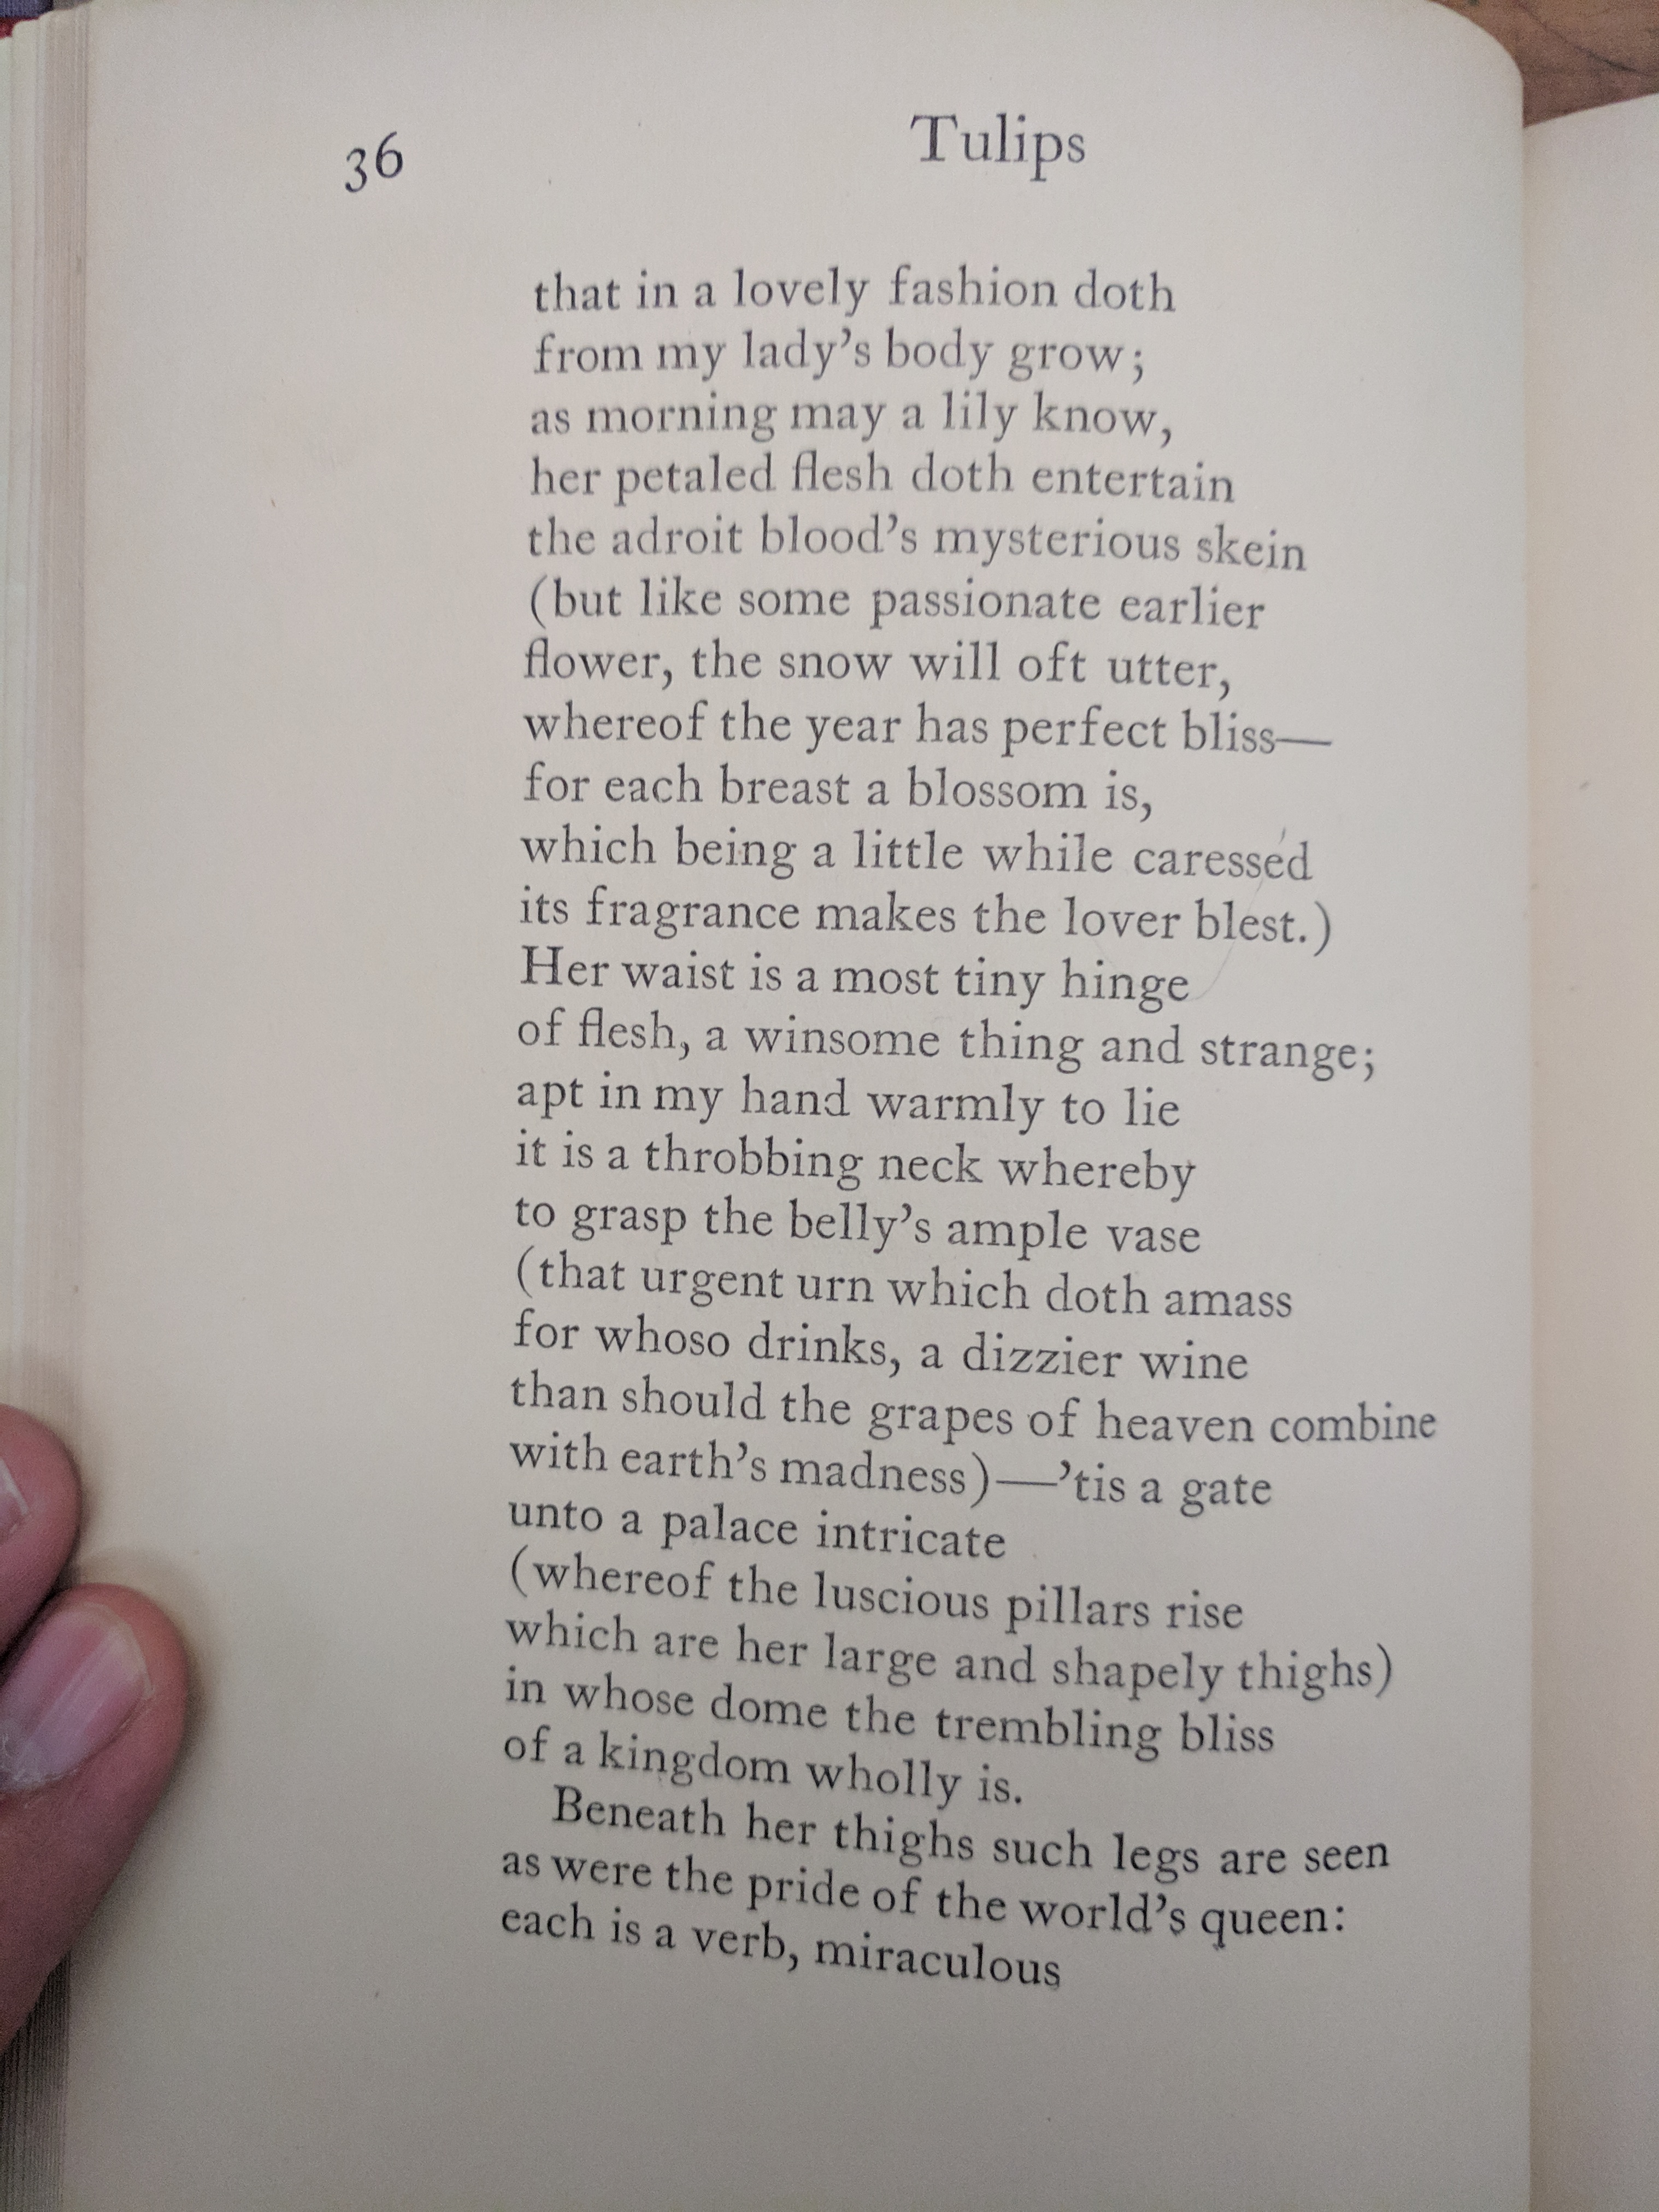 36 Tulips
that in a lovely fashion doth
from my lady’s body grow;
as morning may a lily know,
her petaled flesh doth entertain
the adroit blood’s mysterious skein
(but like some passionate earlier
flower, the snow will oft utter,
whereof the year has perfect bliss—
for each breast a blossom is,
which being a little while caressed
its fragrance makes the lover blest.)
Her waist is a most tiny hinge
of flesh, a winsome thing and strange;
apt in my hand warmly to lie
it is a throbbing neck whereby
to grasp the belly’s ample vase
(that urgent urn which doth amass
for whoso drinks, a dizzier wine
than should the grapes of heaven combine
with earth’s madness)—’tis a gate
unto a palace intricate
(whereof the luscious pillars rise
which are her large and shapely thighs)
in whose dome the trembling bliss
of a kingdom wholly is.
Beneath her thighs such legs are seen
as were the pride of the world’s queen:
each is a verb, miraculous